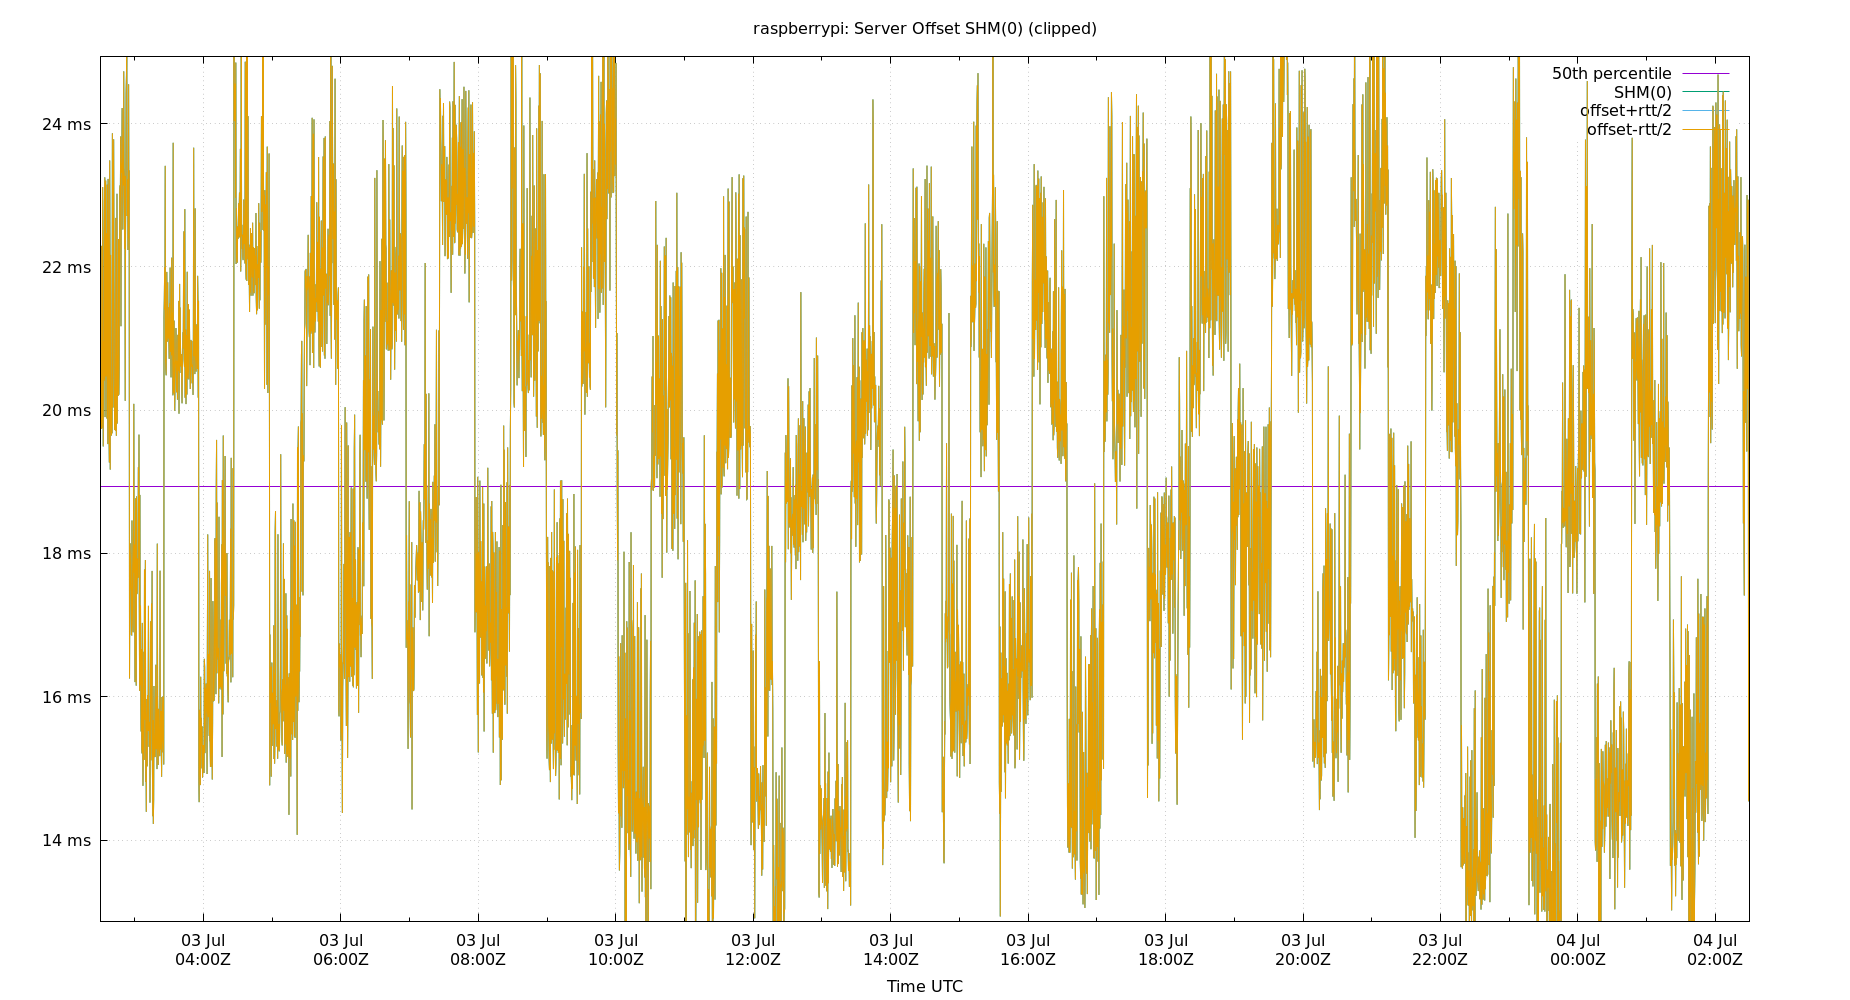 raspberrypi: Server Offset SHM(0) (clipped)
50th percentile
SHM(0)
offset+rtt/2
offset-rtt/2
24 ms
22 ms
20 ms
18 ms
16 ms
14 ms
03 Jul 03 Jul 03 Jul 03 Jul 03 Jul 03 Jul 03 Jul 03 Jul 03 Jul 03 Jul 04 Jul 04 Jul
04:00Z 06:00Z 08:00Z 10:00Z 12:00Z 14:00Z 16:00Z 18:00Z 20:00Z 22:00Z 00:00Z 02:00Z
Time UTC